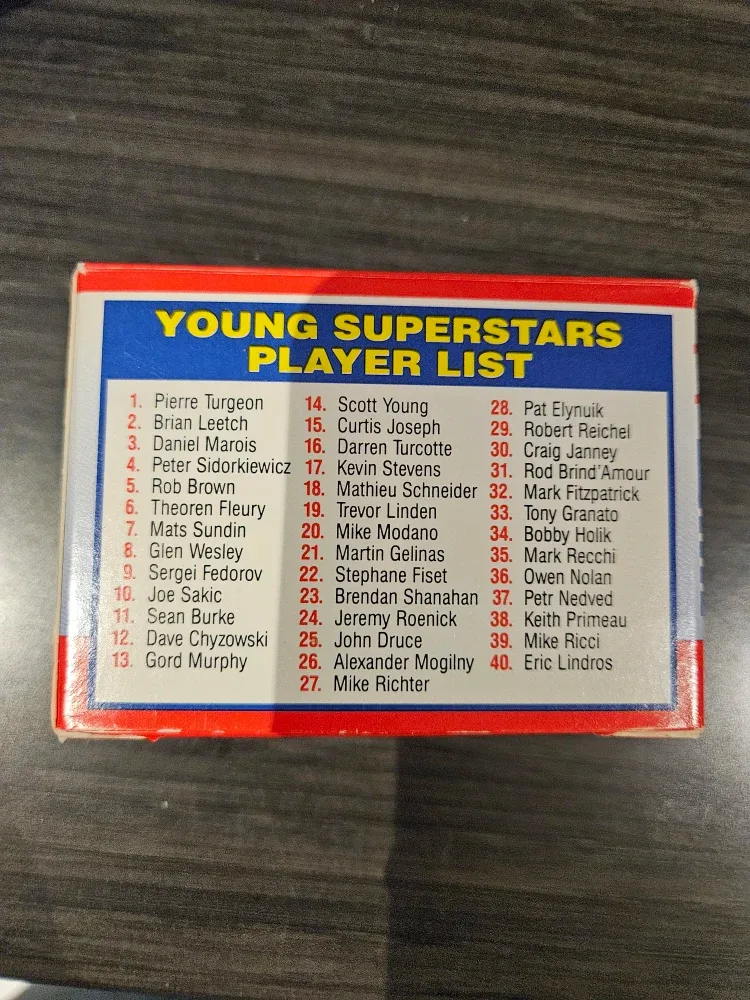 YOUNG SUPERSTARS
PLAYER LIST
1. Pierre Turgeon
2. Brian Leetch
3. Daniel Marois
4. Peter Sidorkiewicz
5. Rob Brown
6. Theoren Fleury
7. Mats Sundin
8. Glen Wesley
9. Sergei Fedorov
10. Joe Sakic
11. Sean Burke
12. Dave Chyzowski
13. Gord Murphy
14. Scott Young
15. Curtis Joseph
16. Darren Turcotte
17. Kevin Stevens
18. Mathieu Schneider
19. Trevor Linden
20. Mike Modano
21. Martin Gelinas
22. Stephane Fiset
23. Brendan Shanahan
24. Jeremy Roenick
25. John Druce
26. Alexander Mogilny
27. Mike Richter
28. Pat Elynuik
29. Robert Reichel
30. Craig Janney
31. Rod Brind'Amour
32. Mark Fitzpatrick
33. Tony Granato
34. Bobby Holik
35. Mark Recchi
36. Owen Nolan
37. Petr Nedved
38. Keith Primeau
39. Mike Ricci
40. Eric Lindros